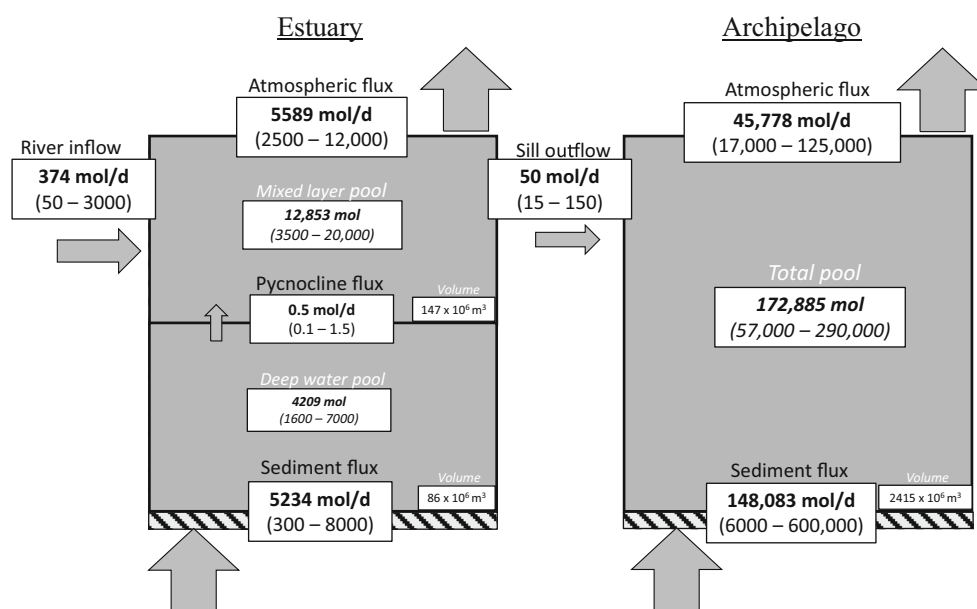 Estuary
Atmospheric flux
5589 mol/d
(2500 – 12,000)
River inflow
374 mol/d
(50 – 3000)
Mixed layer pool
12,853 mol
(3500 – 20,000)
Sill outflow
50 mol/d
(15 – 150)
Pycnocline flux
0.5 mol/d
(0.1 – 1.5)
Volume
147 x 10⁶ m³
Deep water pool
4209 mol
(1600 – 7000)
Sediment flux
5234 mol/d
(300 – 8000)
Volume
86 x 10⁶ m³
Archipelago
Atmospheric flux
45,778 mol/d
(17,000 – 125,000)
Total pool
172,885 mol
(57,000 – 290,000)
Sediment flux
148,083 mol/d
(6000 – 600,000)
Volume
2415 x 10⁶ m³